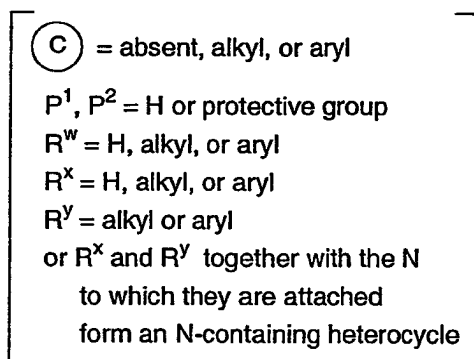 C = absent, alkyl, or aryl
P¹, P² = H or protective group
Rʷ = H, alkyl, or aryl
Rˣ = H, alkyl, or aryl
Rʸ = alkyl or aryl
or Rˣ and Rʸ together with the N
to which they are attached
form an N-containing heterocycle